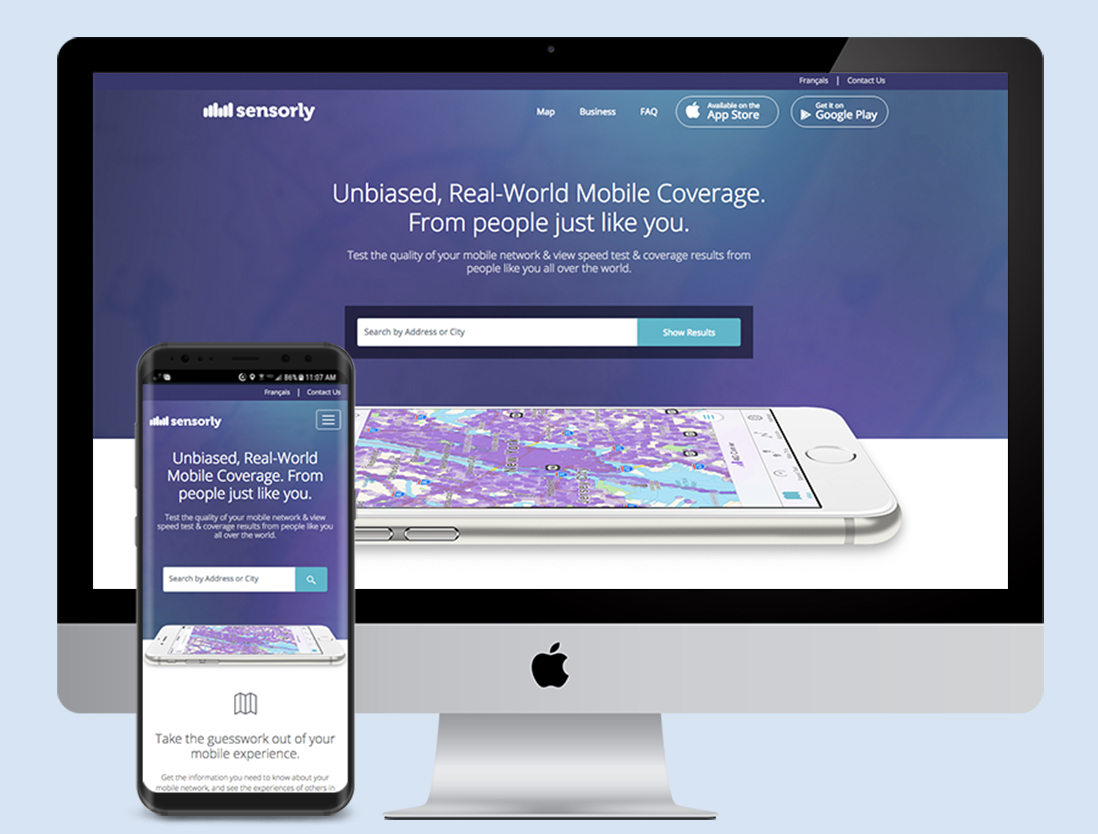 Français | Contact Us
sensorly
Map
Business
FAQ
Available on the
App Store
Get it on
Google Play
Unbiased, Real-World Mobile Coverage.
From people just like you.
Test the quality of your mobile network & view speed test & coverage results from
people like you all over the world.
Search by Address or City
Show Results
New York
Jersey City
86% 11:07 AM
Français | Contact Us
sensorly
Unbiased, Real-World
Mobile Coverage. From
people just like you.
Test the quality of your mobile network & view
speed test & coverage results from people like you
all over the world.
Search by Address or City
Take the guesswork out of your
mobile experience.
Get the information you need to know about your
mobile network, and see the experiences of others in